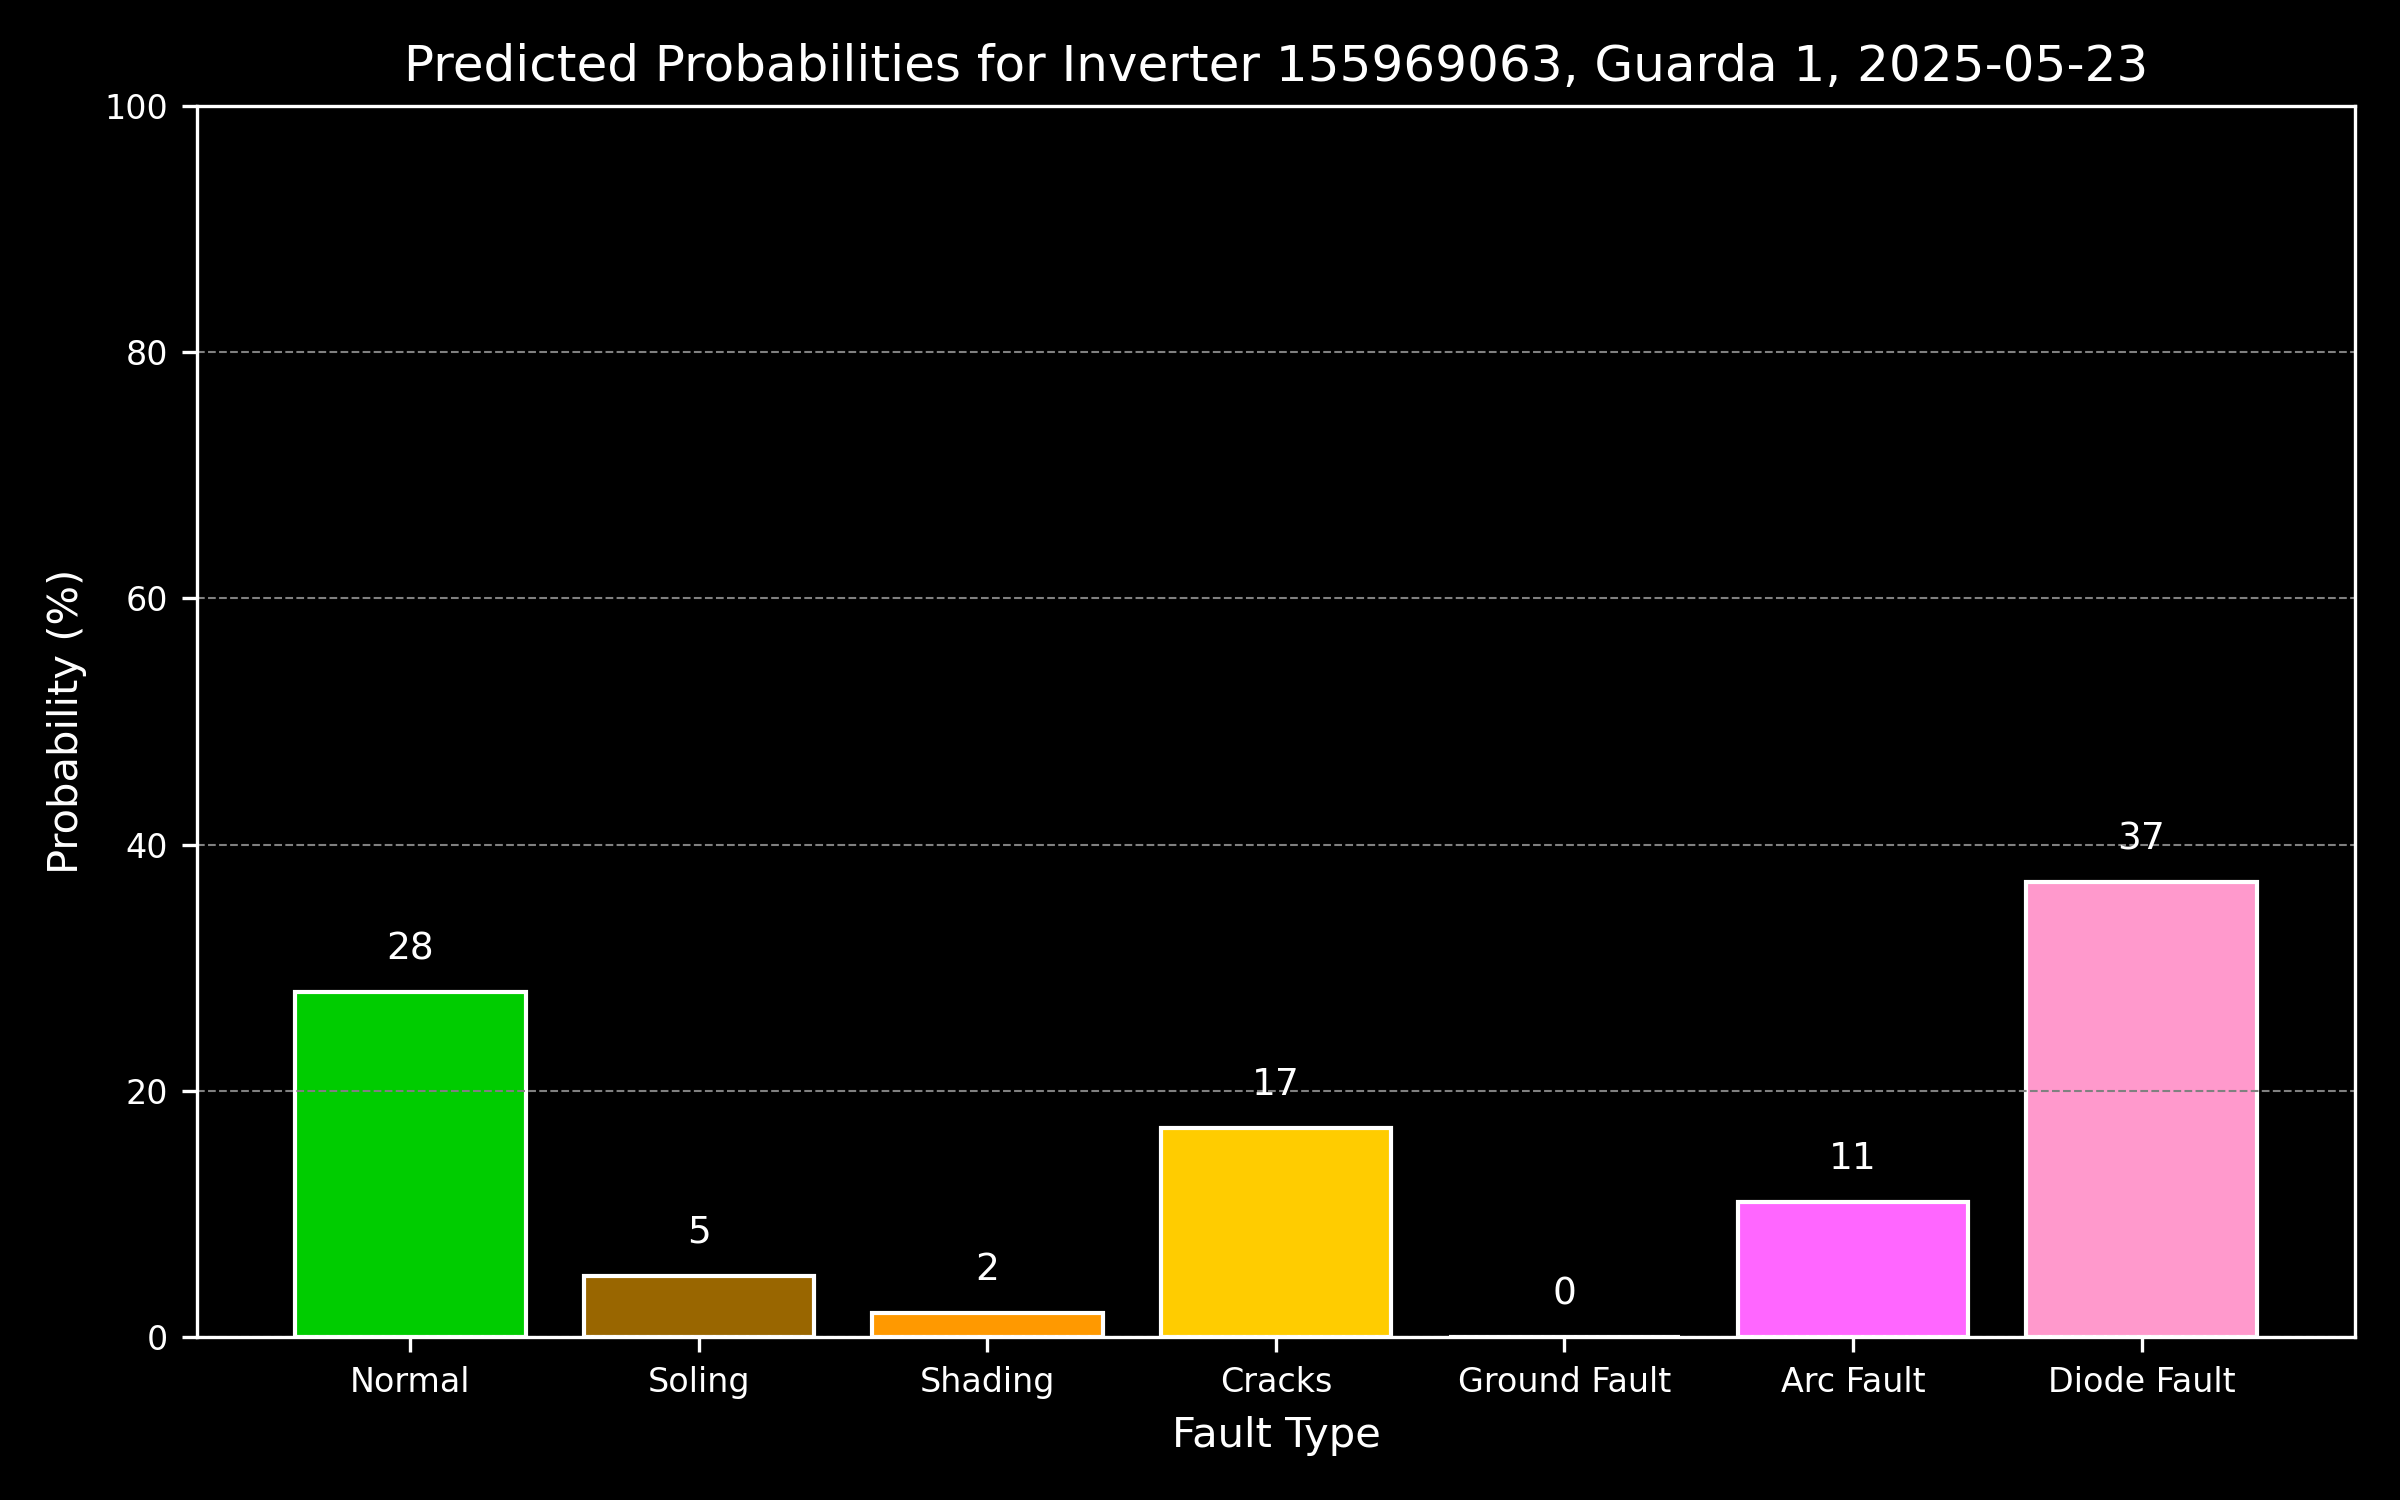 Predicted Probabilities for Inverter 155969063, Guarda 1, 2025-05-23
Probability (%)
100
80
60
40
20
0
28
5
2
17
0
11
37
Normal
Soling
Shading
Cracks
Ground Fault
Arc Fault
Diode Fault
Fault Type